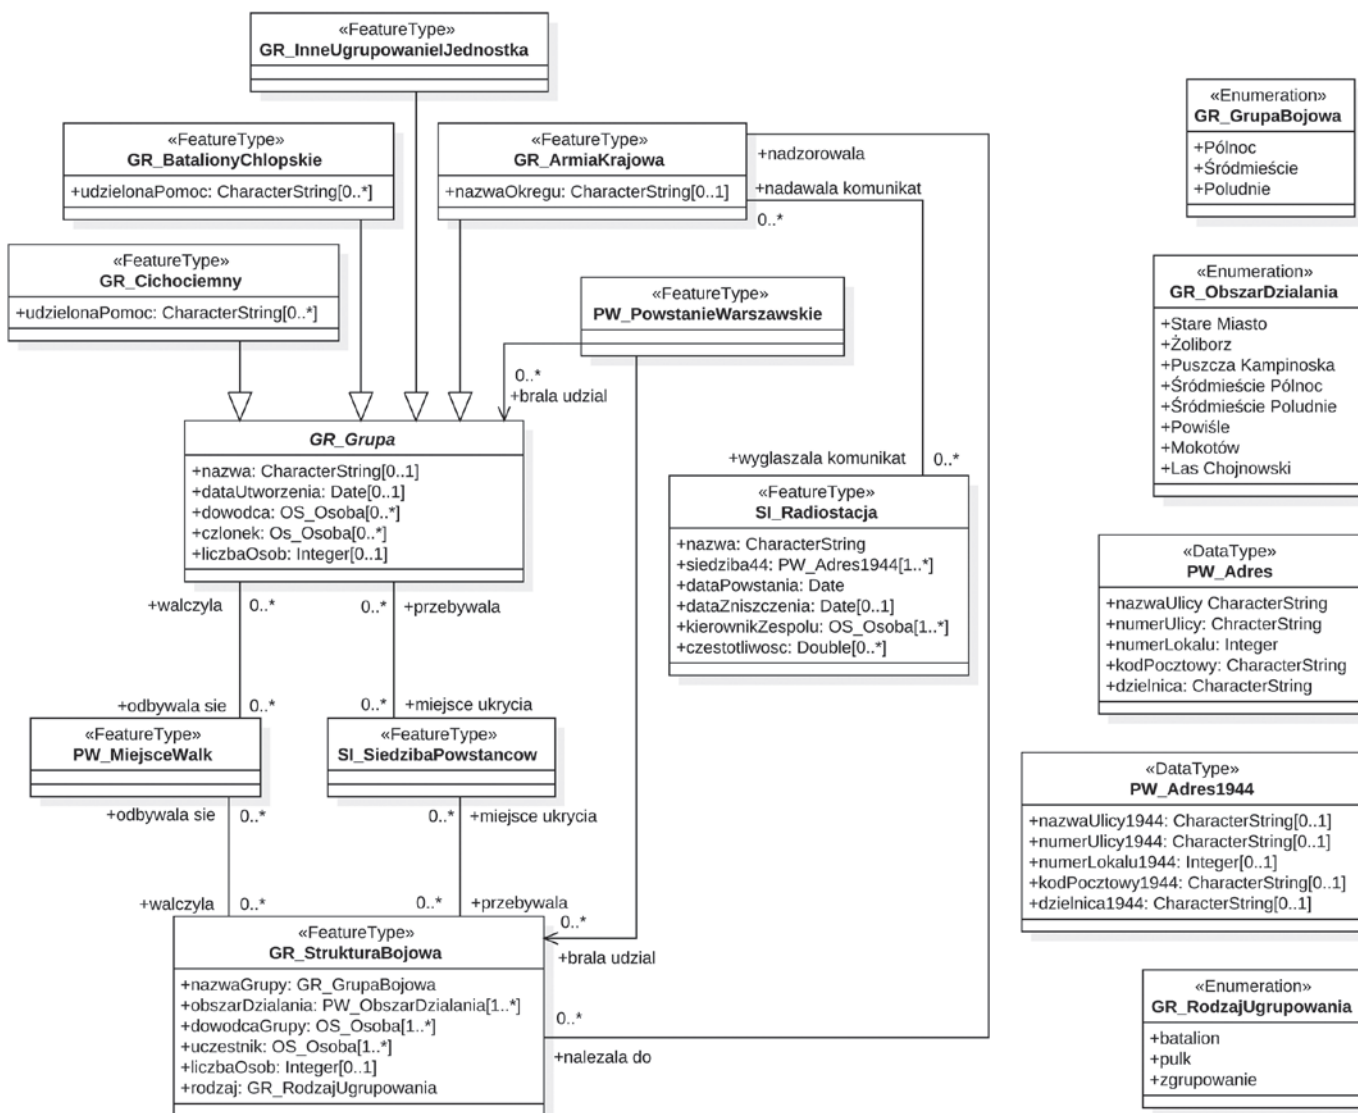 «FeatureType»
GR_InneUgrupowanieIJednostka
«FeatureType»
GR_BatalionyChlopskie
+udzielonaPomoc: CharacterString[0..*]
«FeatureType»
GR_ArmiaKrajowa
+nazwaOkregu: CharacterString[0..1]
+nadzorowala
+nadawala komunikat
0..*
«FeatureType»
GR_Cichociemny
+udzielonaPomoc: CharacterString[0..*]
«FeatureType»
PW_PowstanieWarszawskie
0..*
+brala udzial
GR_Grupa
+nazwa: CharacterString[0..1]
+dataUtworzenia: Date[0..1]
+dowodca: OS_Osoba[0..*]
+czlonek: Os_Osoba[0..*]
+liczbaOsob: Integer[0..1]
+wyglaszala komunikat
0..*
«FeatureType»
SI_Radiostacja
+nazwa: CharacterString
+siedziba44: PW_Adres1944[1..*]
+dataPowstania: Date
+dataZniszczenia: Date[0..1]
+kierownikZespolu: OS_Osoba[1..*]
+czestotliwosc: Double[0..*]
+walczyla
0..*
0..*
+przebywala
+odbywala sie
0..*
0..*
+miejsce ukrycia
«FeatureType»
PW_MiejsceWalk
«FeatureType»
SI_SiedzibaPowstancow
+odbywala sie
0..*
0..*
+miejsce ukrycia
+walczyla
0..*
0..*
+przebywala
0..*
+brala udzial
«FeatureType»
GR_StrukturaBojowa
+nazwaGrupy: GR_GrupaBojowa
+obszarDzialania: PW_ObszarDzialania[1..*]
+dowodcaGrupy: OS_Osoba[1..*]
+uczestnik: OS_Osoba[1..*]
+liczbaOsob: Integer[0..1]
+rodzaj: GR_RodzajUgrupowania
0..*
+nalezala do
«Enumeration»
GR_GrupaBojowa
+Pólnoc
+Śródmieście
+Poludnie
«Enumeration»
GR_ObszarDzialania
+Stare Miasto
+Żoliborz
+Puszcza Kampinoska
+Śródmieście Pólnoc
+Śródmieście Poludnie
+Powiśle
+Mokotów
+Las Chojnowski
«DataType»
PW_Adres
+nazwaUlicy CharacterString
+numerUlicy: ChracterString
+numerLokalu: Integer
+kodPocztowy: CharacterString
+dzielnica: CharacterString
«DataType»
PW_Adres1944
+nazwaUlicy1944: CharacterString[0..1]
+numerUlicy1944: CharacterString[0..1]
+numerLokalu1944: Integer[0..1]
+kodPocztowy1944: CharacterString[0..1]
+dzielnica1944: CharacterString[0..1]
«Enumeration»
GR_RodzajUgrupowania
+batalion
+pulk
+zgrupowanie